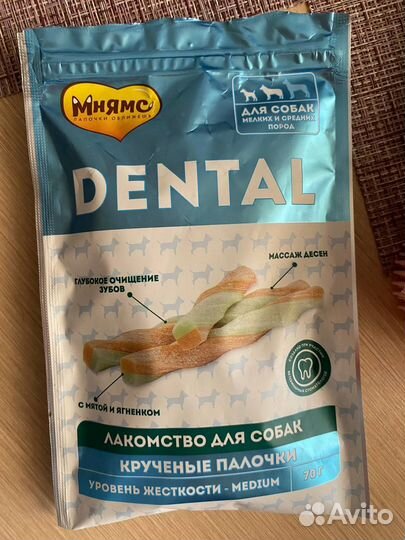 Мнямс
ПАЛОЧКИ ОБЛИЖЕШЬ
ДЛЯ СОБАК
МЕЛКИХ И СРЕДНИХ
ПОРОД
DENTAL
МАССАЖ ДЕСЕН
ГЛУБОКОЕ ОЧИЩЕНИЕ
ЗУБОВ
С МЯТОЙ И ЯГНЕНКОМ
ЛАКОМСТВО ДЛЯ СОБАК
КРУЧЕНЫЕ ПАЛОЧКИ
УРОВЕНЬ ЖЕСТКОСТИ - MEDIUM
70 г
Avito